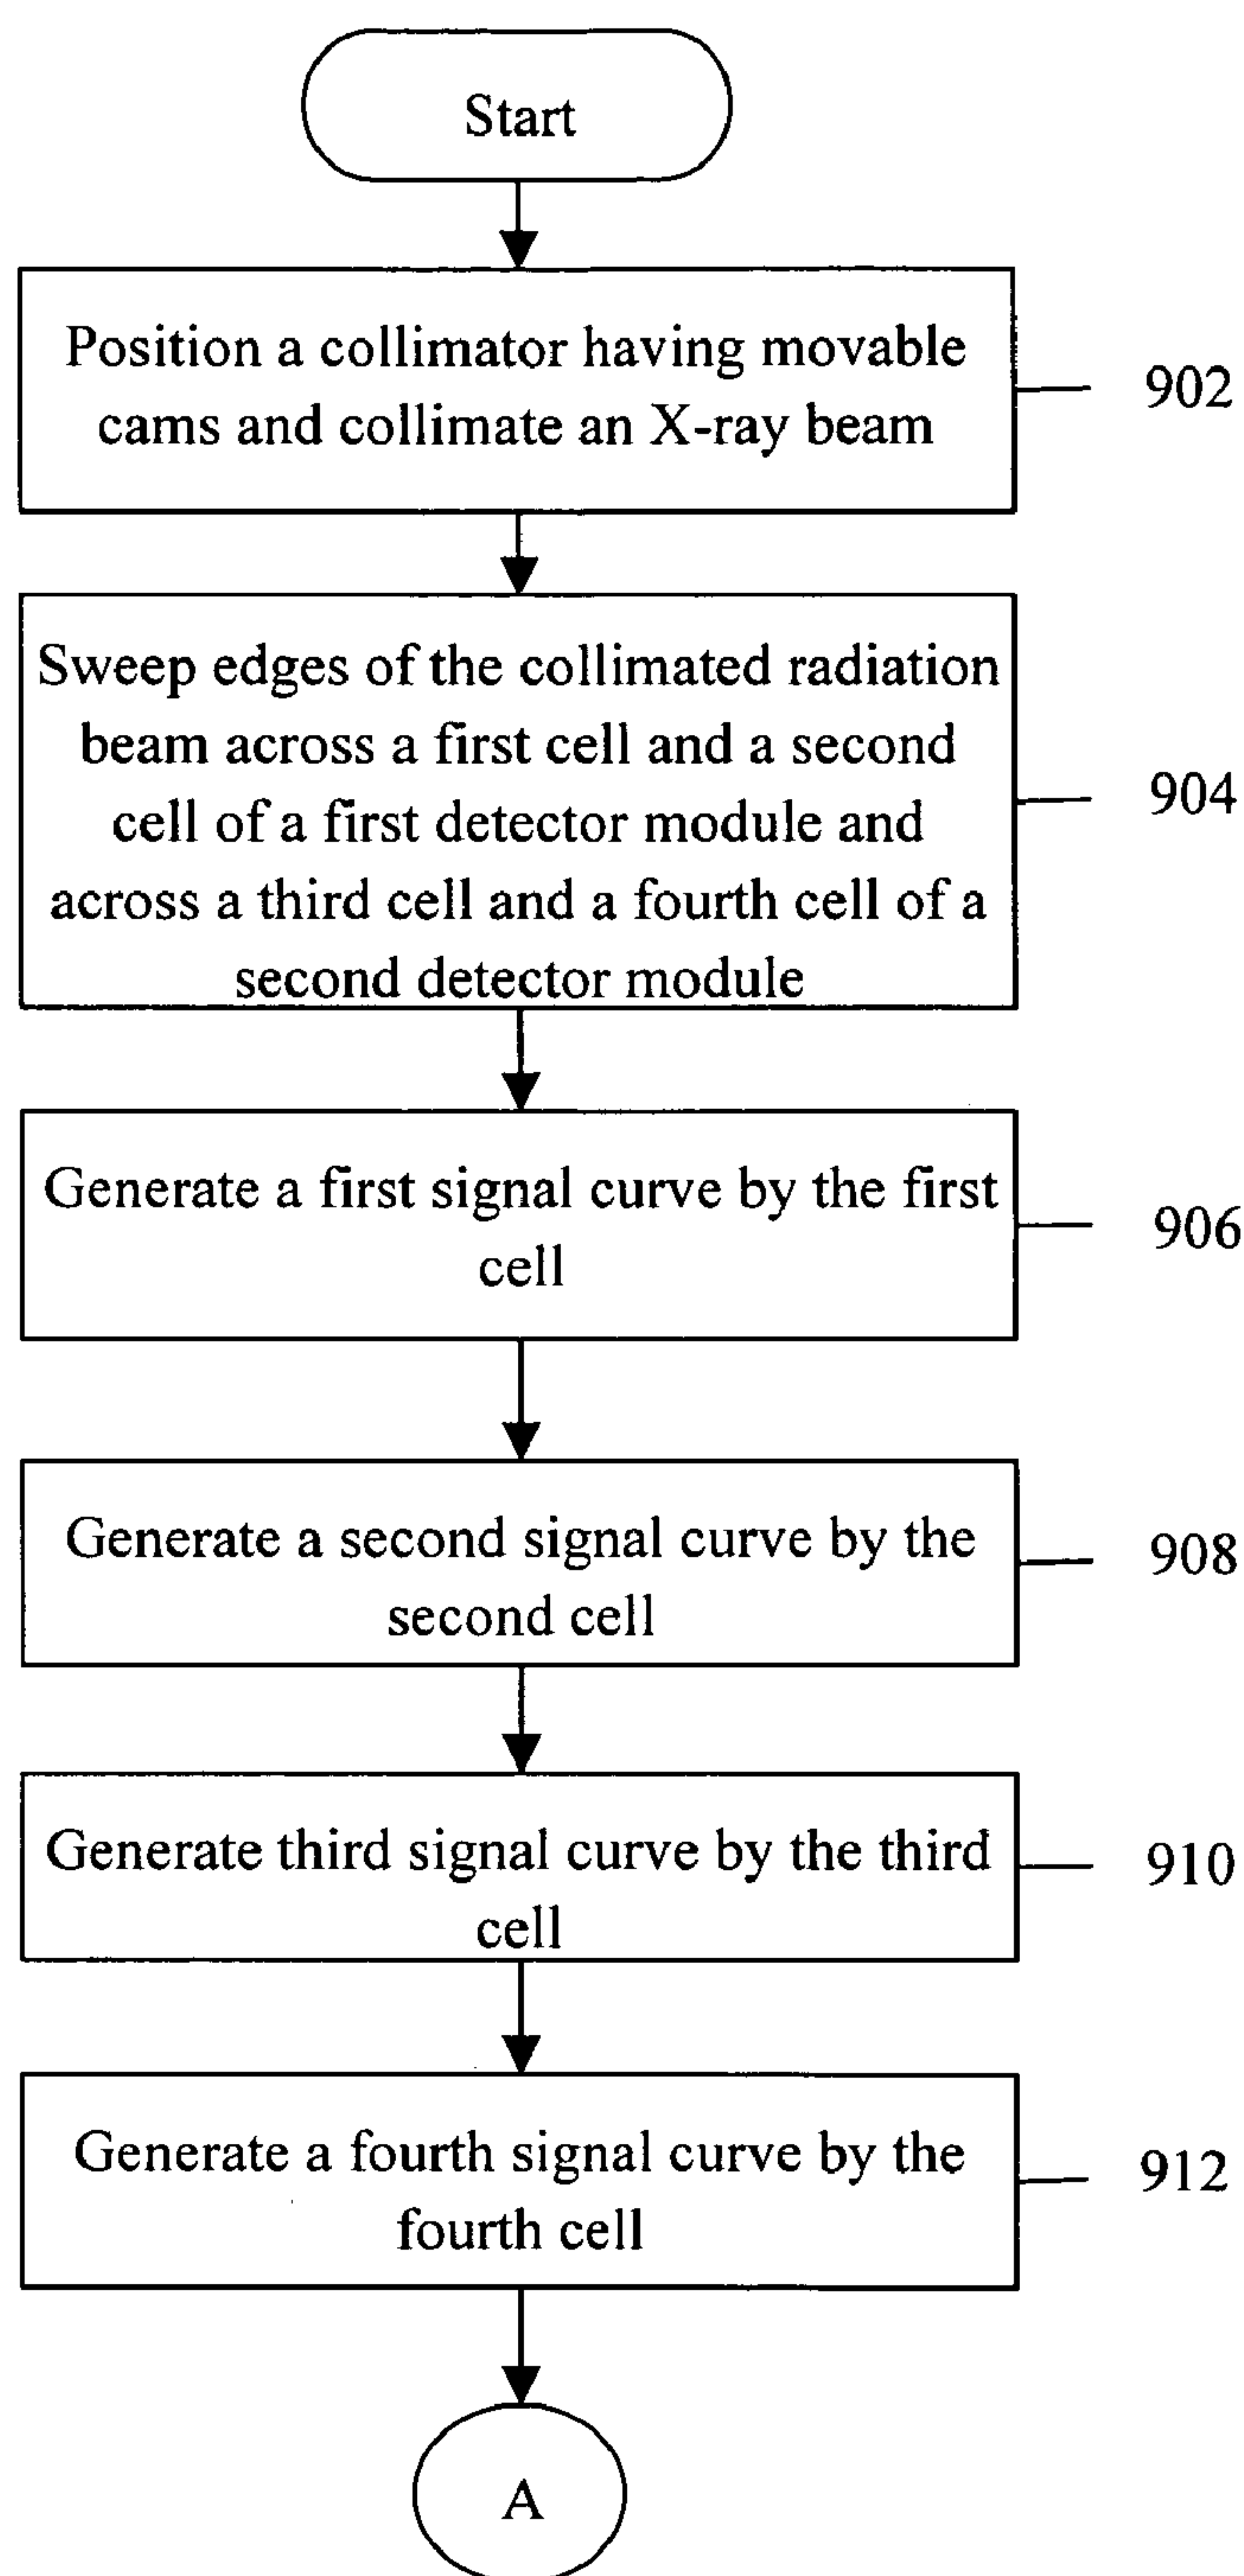 Start
Position a collimator having movable
cams and collimate an X-ray beam
902
Sweep edges of the collimated radiation
beam across a first cell and a second
cell of a first detector module and
across a third cell and a fourth cell of a
second detector module
904
Generate a first signal curve by the first
cell
906
Generate a second signal curve by the
second cell
908
Generate third signal curve by the third
cell
910
Generate a fourth signal curve by the
fourth cell
912
A